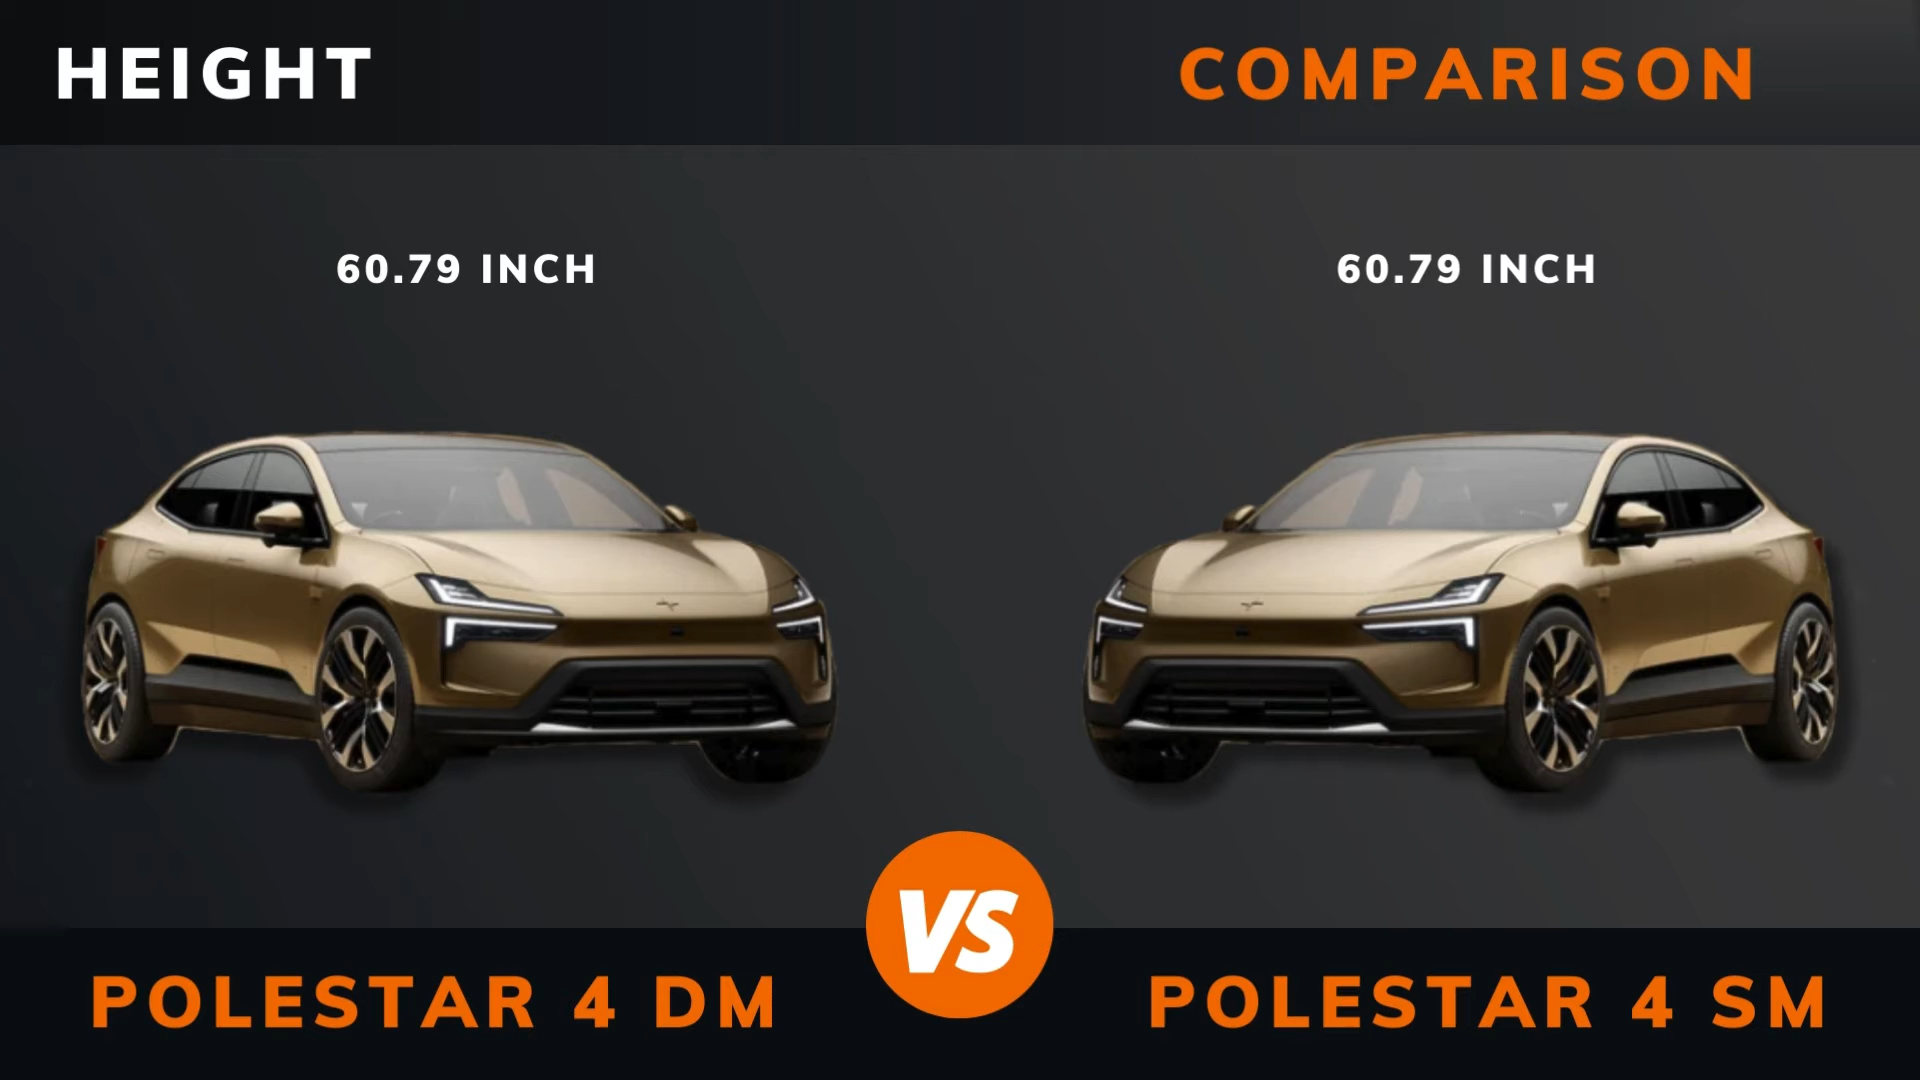 HEIGHT
COMPARISON
60.79 INCH
60.79 INCH
VS
POLESTAR 4 DM
POLESTAR 4 SM